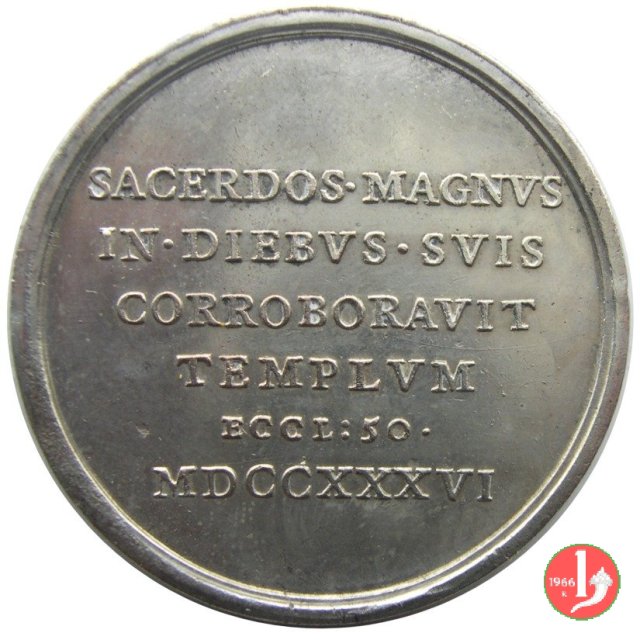 SACERDOS·MAGNVS
IN·DIEBVS·SVIS
CORROBORAVIT
TEMPLVM
ECCL:50·
MDCCXXXVI
1966
K